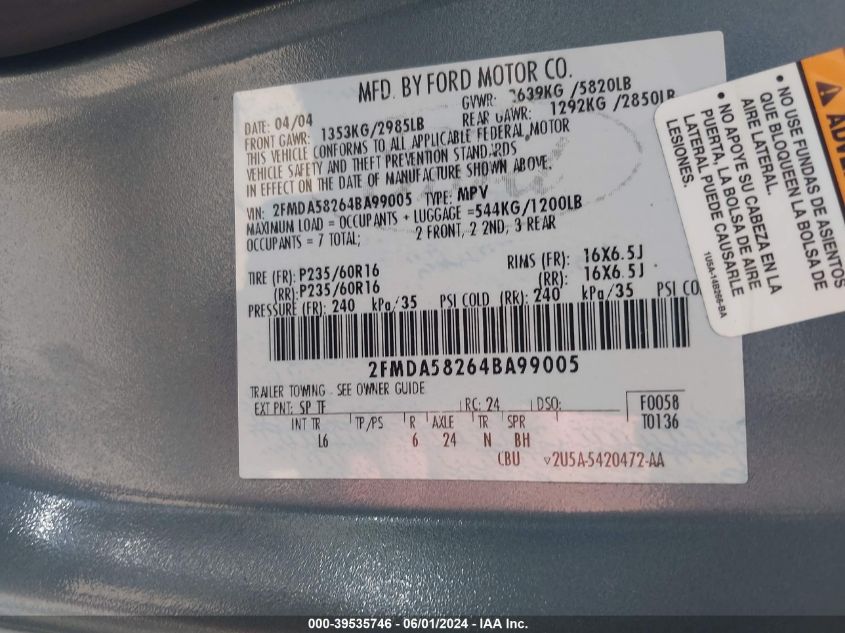 MFD. BY FORD MOTOR CO.
DATE: 04/04 GVWR: 2639KG /5820LB
FRONT GAWR: 1353KG/2985LB REAR GAWR: 1292KG /2850LB
THIS VEHICLE CONFORMS TO ALL APPLICABLE FEDERAL MOTOR
VEHICLE SAFETY AND THEFT PREVENTION STANDARDS
IN EFFECT ON THE DATE OF MANUFACTURE SHOWN ABOVE.
VIN: 2FMDA58264BA99005 TYPE: MPV
MAXIMUM LOAD = OCCUPANTS + LUGGAGE =544KG/1200LB
OCCUPANTS = 7 TOTAL; 2 FRONT, 2 2ND, 3 REAR
TIRE (FR): P235/60R16 RIMS (FR): 16X6.5J
(RR): P235/60R16 (RR): 16X6.5J
PRESSURE (FR): 240 kPa/35 PSI COLD (RR): 240 kPa/35 PSI CO
2FMDA58264BA99005
TRAILER TOWING - SEE OWNER GUIDE
EXT PNT: SP TF RC: 24 DSO: F0058
INT TR TP/PS R AXLE TR SPR T0136
L6 6 24 N BH
CBU 2U5A-5420472-AA
• NO USE FUNDAS DE ASIENTOS
QUE BLOQUEEN LA BOLSA DE
AIRE LATERAL.
• NO APOYE SU CABEZA EN LA
PUERTA, LA BOLSA DE AIRE
LATERAL PUEDE CAUSARLE
LESIONES.
1U5A-14B266-BA
000-39535746 - 06/01/2024 - IAA Inc.